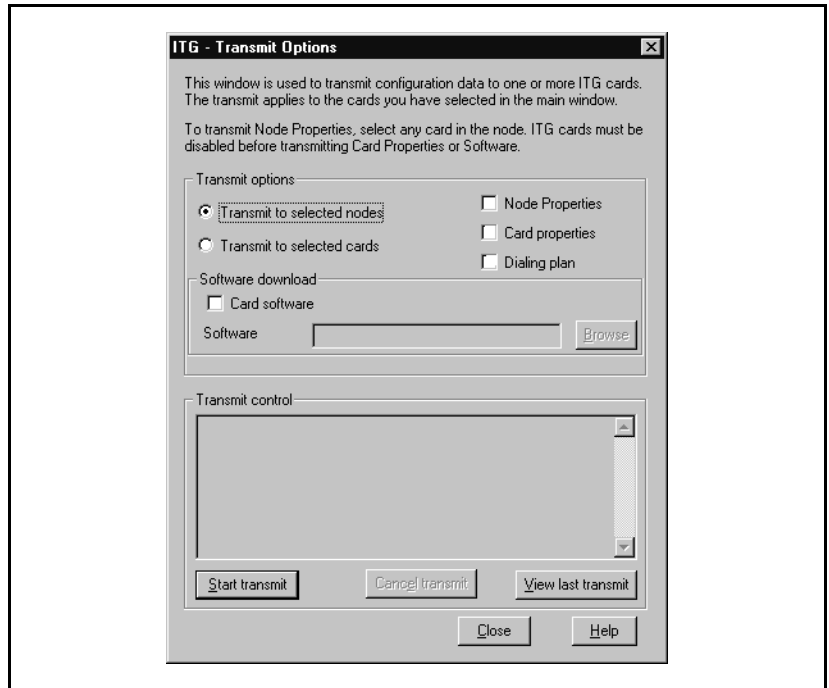 ITG - Transmit Options
This window is used to transmit configuration data to one or more ITG cards.
The transmit applies to the cards you have selected in the main window.
To transmit Node Properties, select any card in the node. ITG cards must be
disabled before transmitting Card Properties or Software.
Transmit options
Transmit to selected nodes
Node Properties
Transmit to selected cards
Card properties
Dialing plan
Software download
Card software
Software
Browse
Transmit control
Start transmit
Cancel transmit
View last transmit
Close
Help